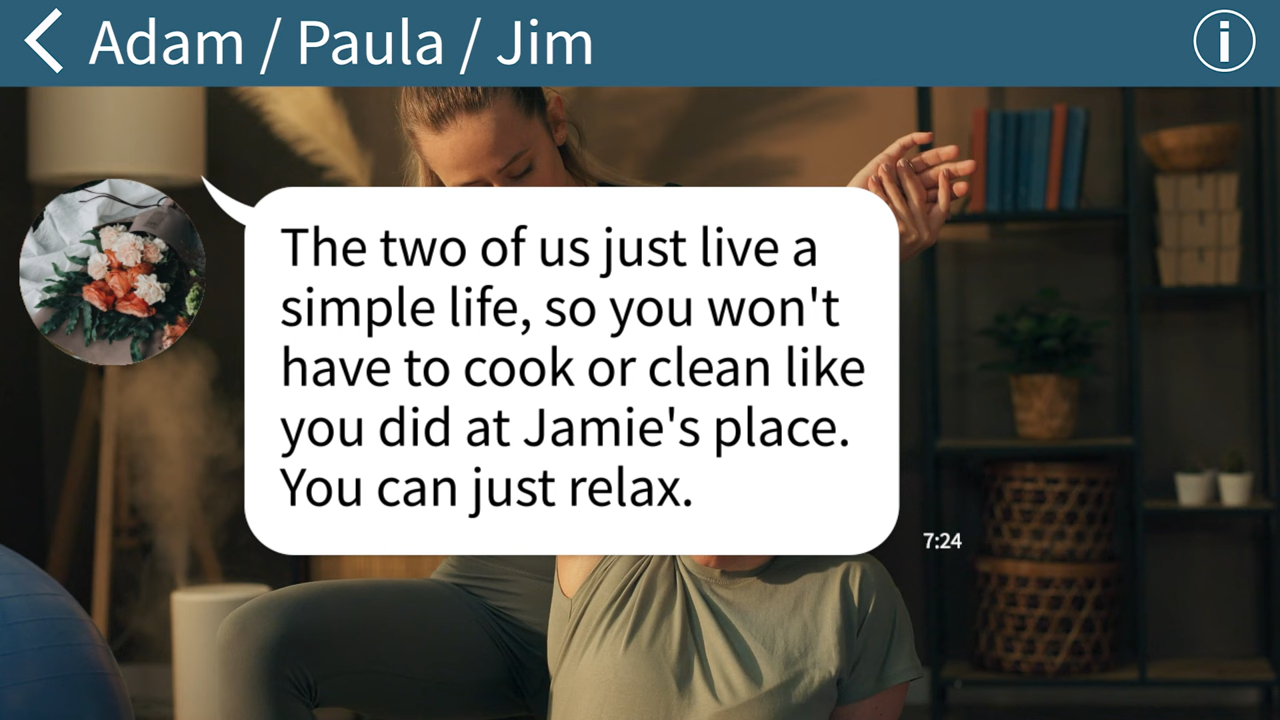 Adam / Paula / Jim
The two of us just live a
simple life, so you won't
have to cook or clean like
you did at Jamie's place.
You can just relax.
7:24